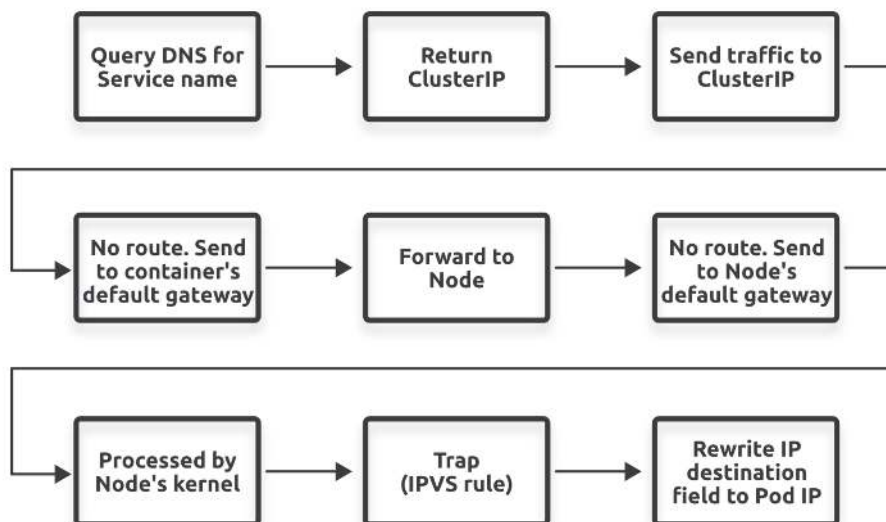 Query DNS for
Service name
Return
ClusterIP
Send traffic to
ClusterIP
No route. Send
to container's
default gateway
Forward to
Node
No route. Send
to Node's
default gateway
Processed by
Node's kernel
Trap
(IPVS rule)
Rewrite IP
destination
field to Pod IP